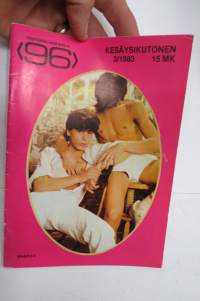 ⟨96⟩
KESÄYSIKUTONEN
3/1983 15 MK